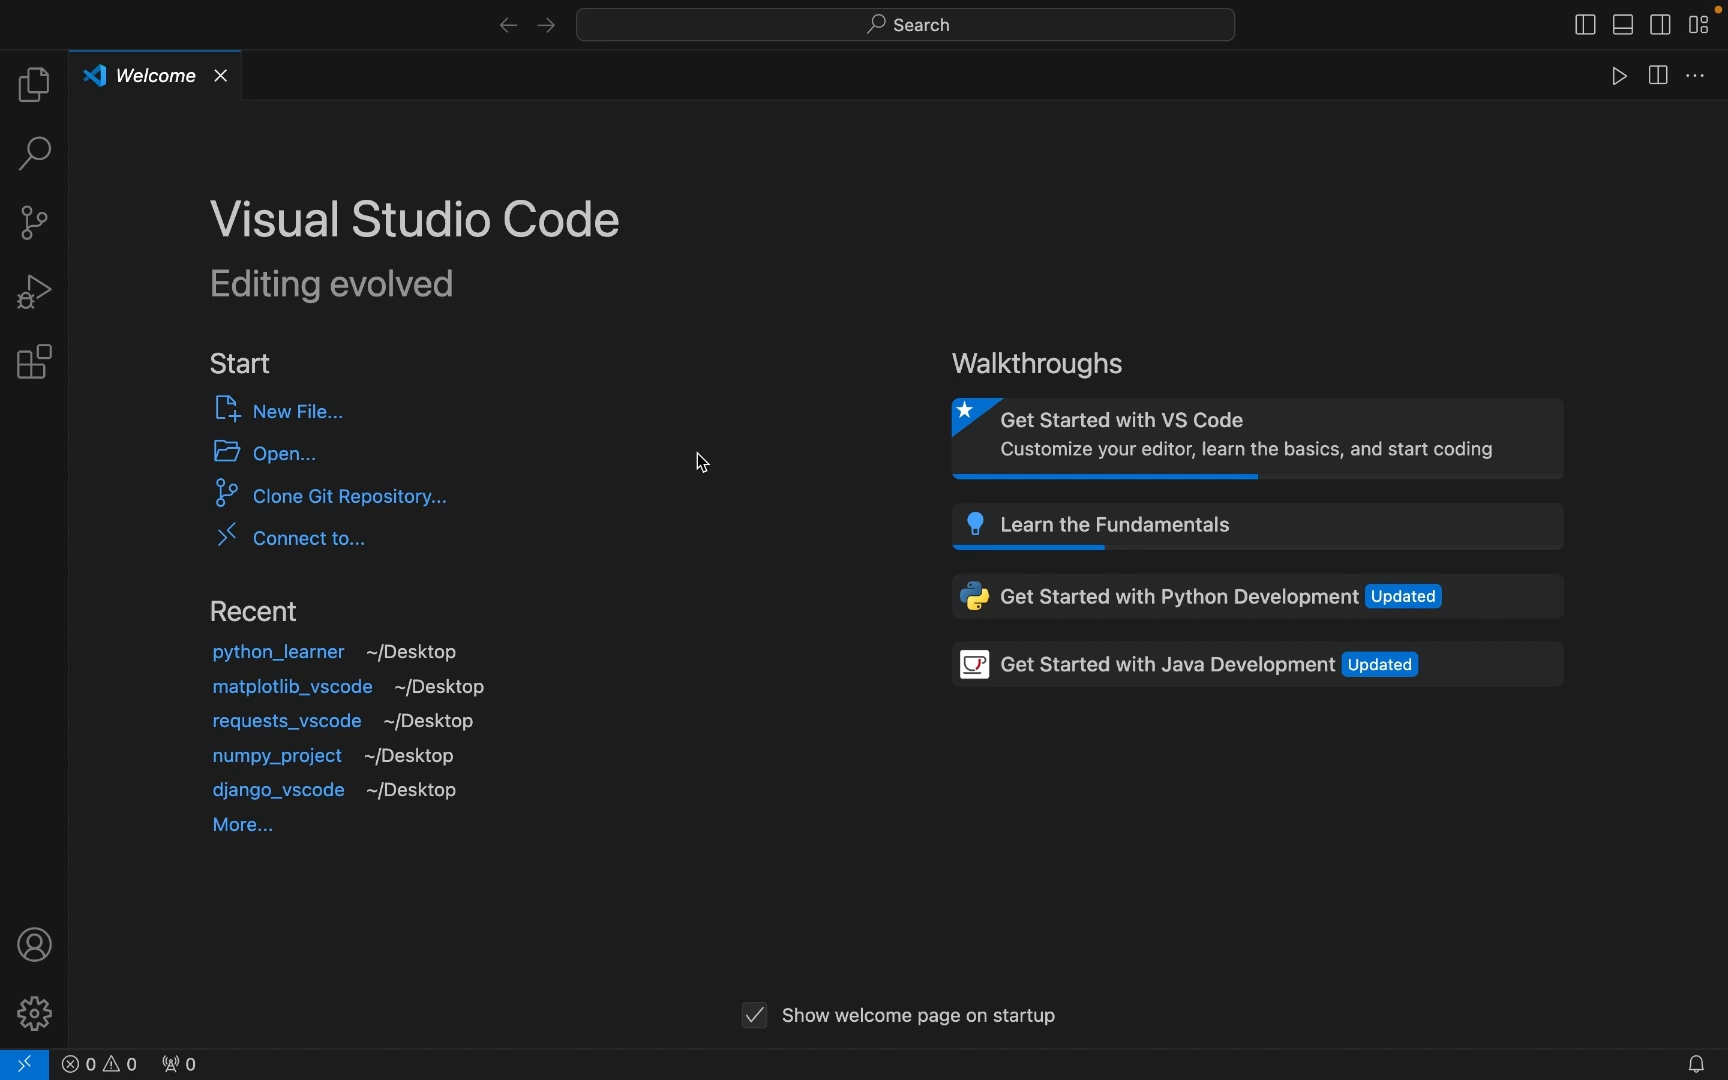 Search
Welcome
Visual Studio Code
Editing evolved
Start
New File...
Open...
Clone Git Repository...
Connect to...
Recent
python_learner ~/Desktop
matplotlib_vscode ~/Desktop
requests_vscode ~/Desktop
numpy_project ~/Desktop
django_vscode ~/Desktop
More...
Walkthroughs
Get Started with VS Code
Customize your editor, learn the basics, and start coding
Learn the Fundamentals
Get Started with Python Development Updated
Get Started with Java Development Updated
Show welcome page on startup
0 0 0